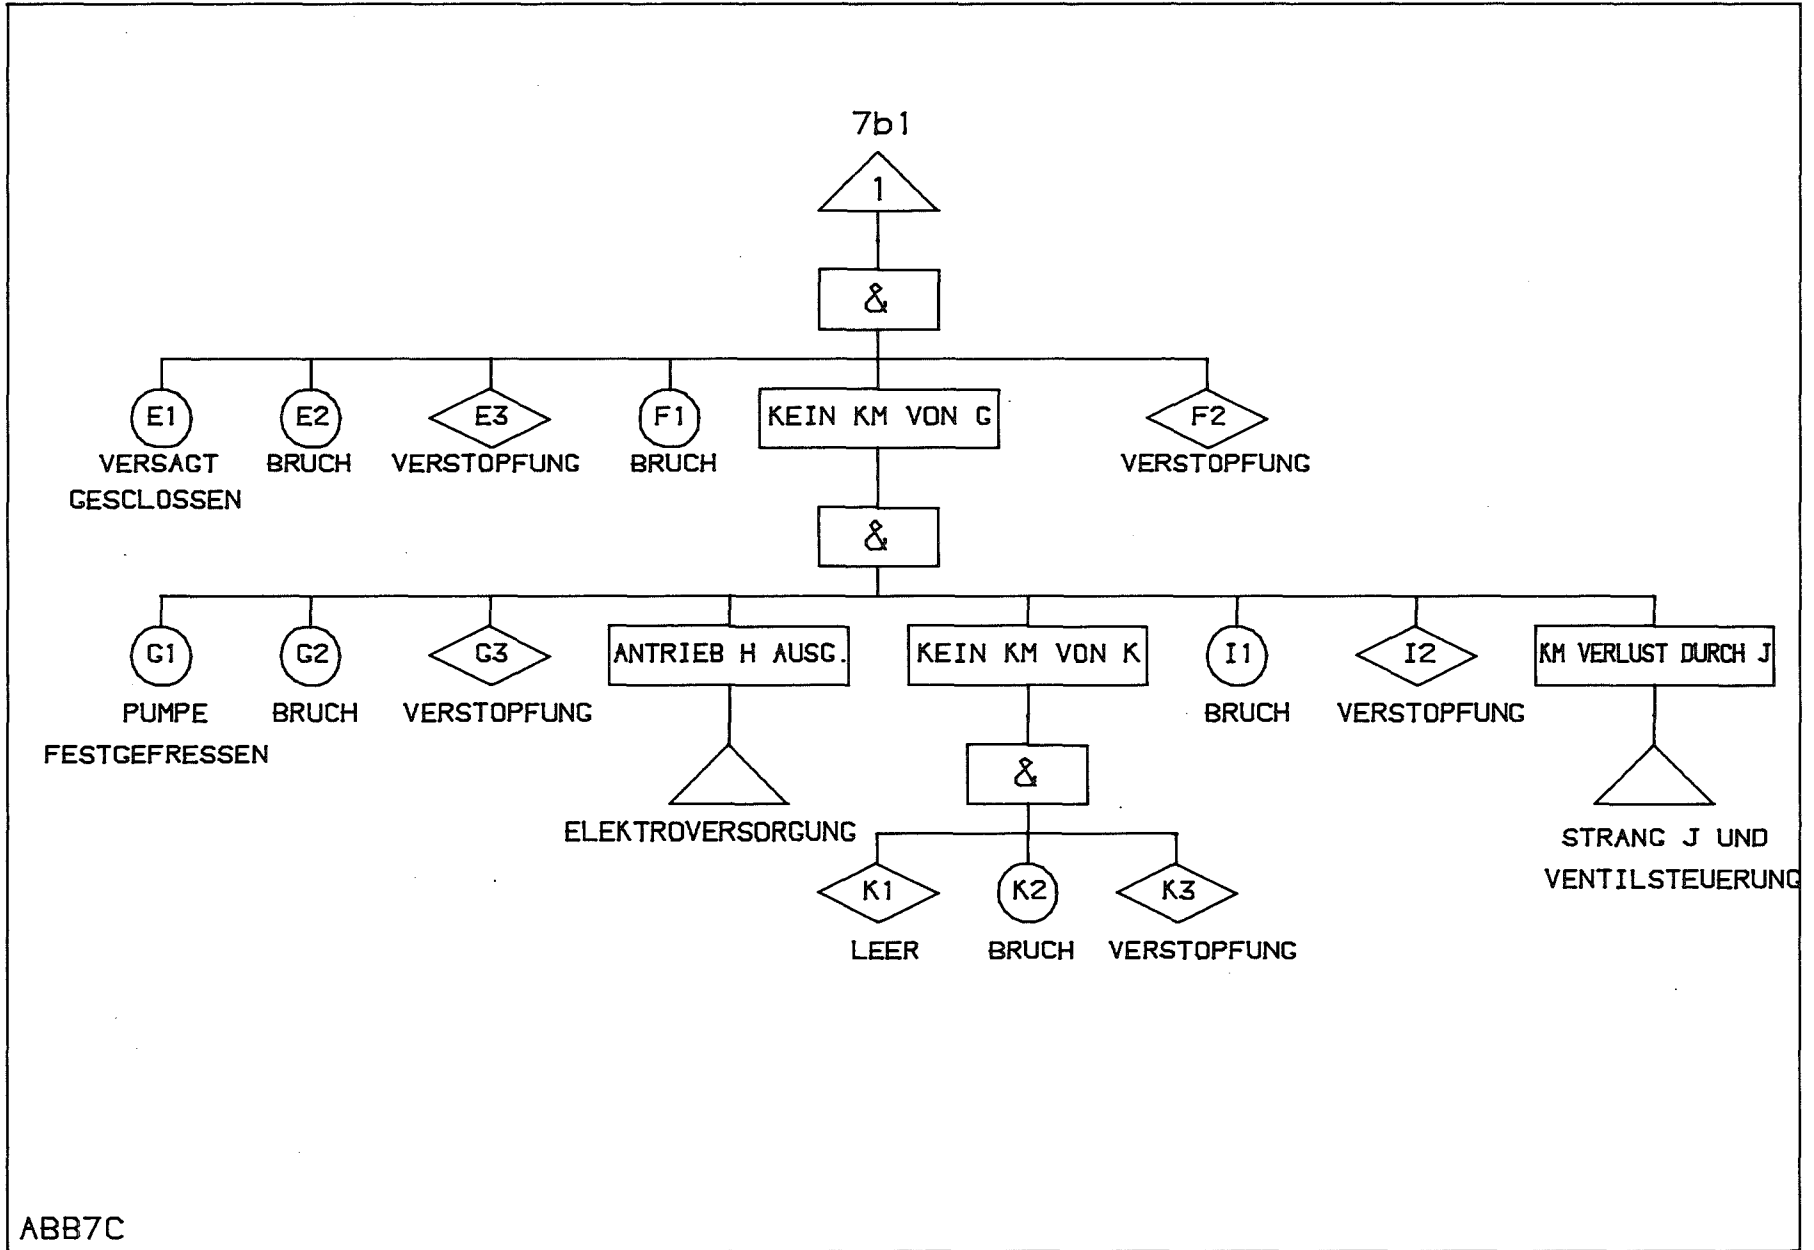 7b1
1
&
E1 E2 E3 F1 KEIN KM VON G F2
VERSAGT BRUCH VERSTOPFUNG BRUCH VERSTOPFUNG
GESCLOSSEN
&
G1 G2 G3 ANTRIEB H AUSG. KEIN KM VON K I1 I2 KM VERLUST DURCH J
PUMPE BRUCH VERSTOPFUNG BRUCH VERSTOPFUNG
FESTGEFRESSEN
&
ELEKTROVERSORGUNG STRANG J UND
VENTILSTEUERUNG
K1 K2 K3
LEER BRUCH VERSTOPFUNG
ABB7C